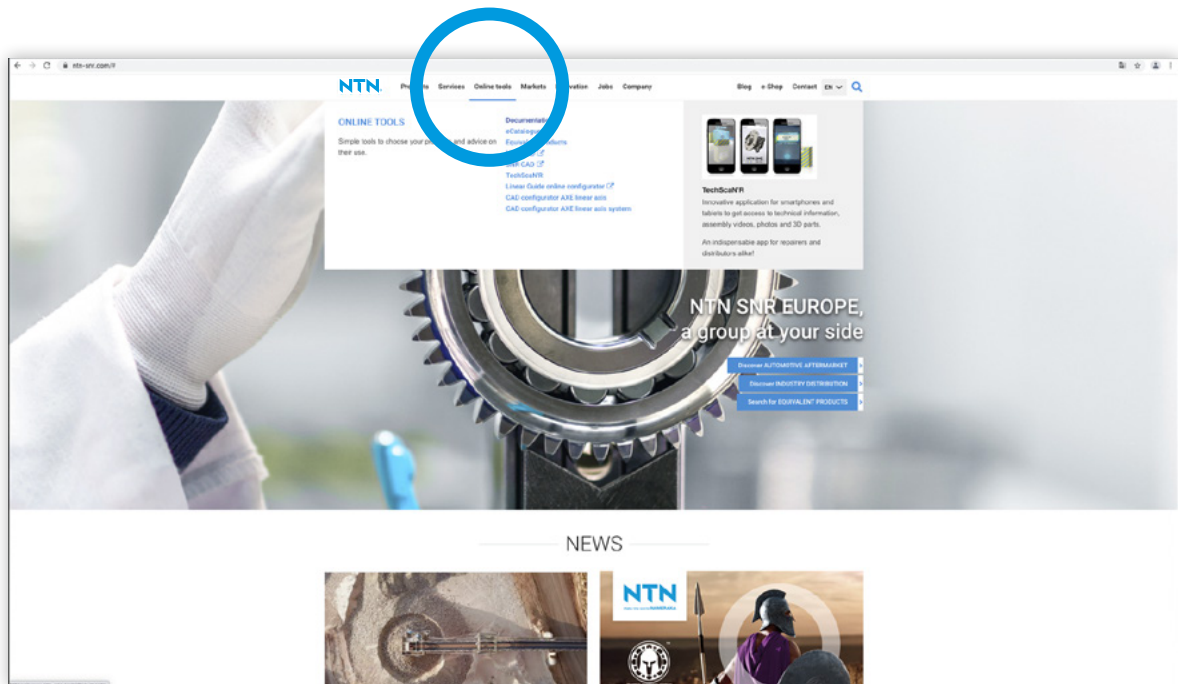 ntn-snr.com/#
NTN
Services Online tools Markets Jobs Company
Blog e-Shop Contact EN
ONLINE TOOLS
Simple tools to choose your and advice on
their use.
Documentation
CAD
TechScaN'R
Linear Guide online configurator
CAD configurator AXE linear axis
CAD configurator AXE linear axis system
TechScaN'R
Innovative application for smartphones and
tablets to get access to technical information,
assembly videos, photos and 3D parts.
An indispensable app for repairers and
distributors alike!
NTN SNR EUROPE,
a group at your side
Discover AUTOMOTIVE AFTERMARKET
Discover INDUSTRY DISTRIBUTION
Search for EQUIVALENT PRODUCTS
NEWS
NTN